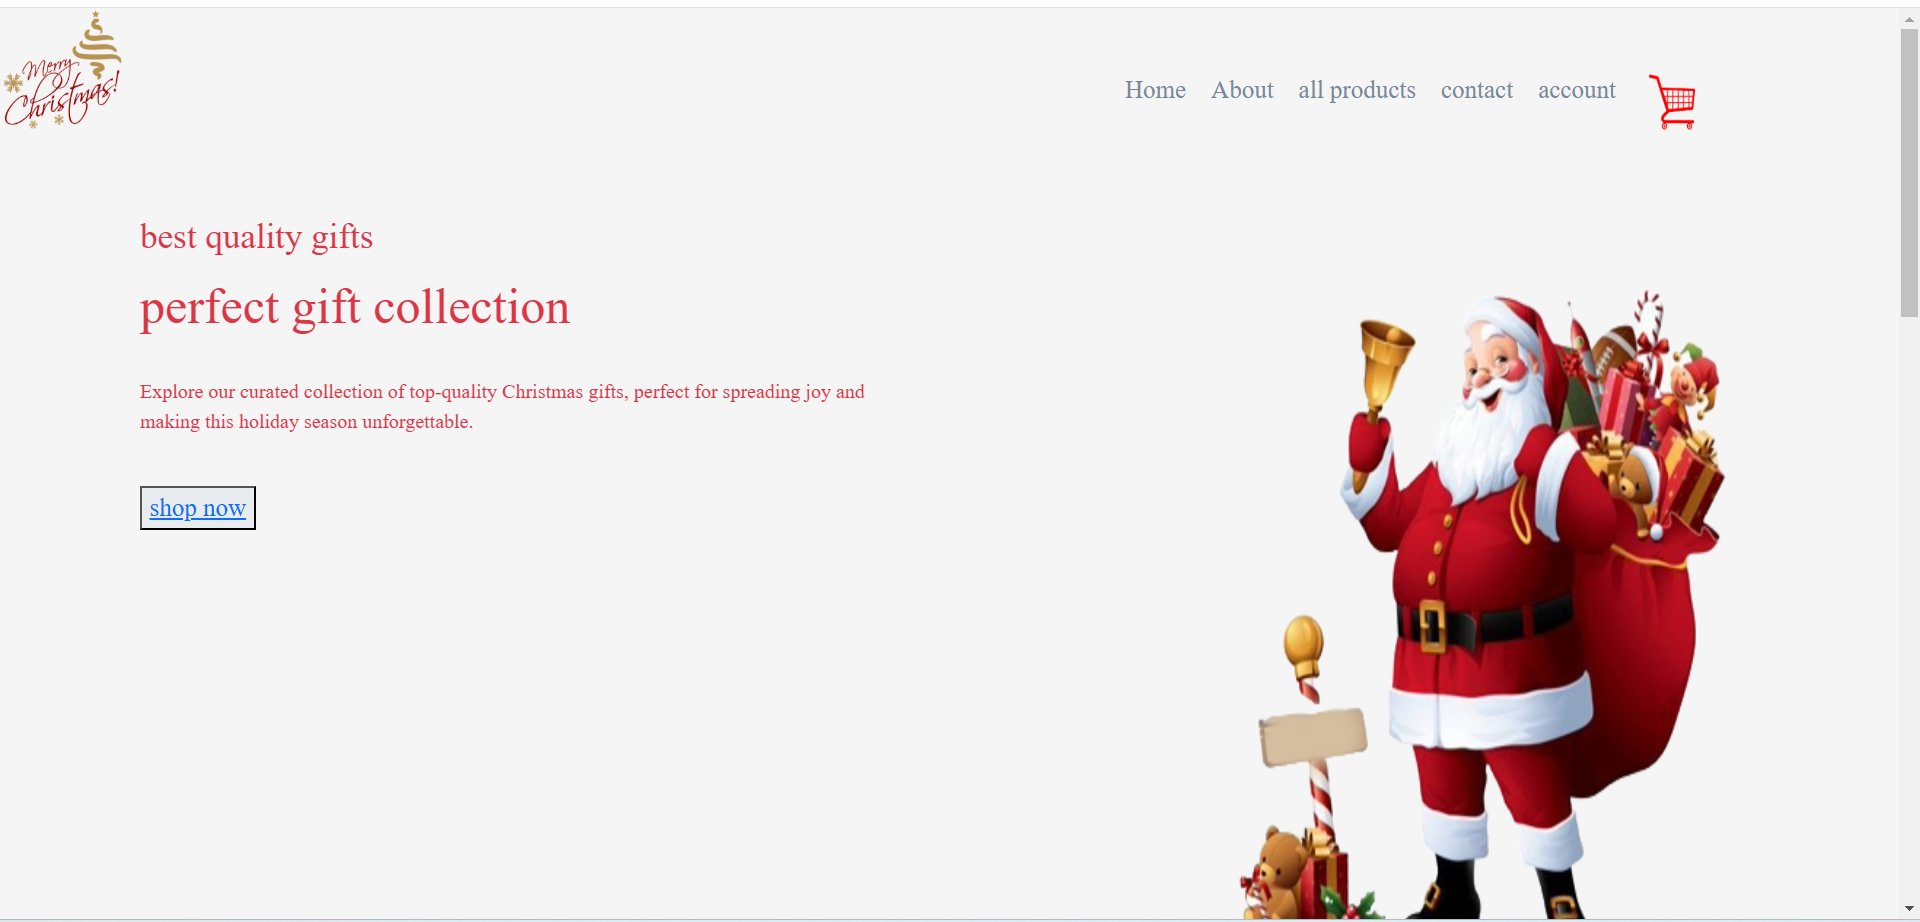 Merry
Christmas!
Home About all products contact account
best quality gifts
perfect gift collection
Explore our curated collection of top-quality Christmas gifts, perfect for spreading joy and
making this holiday season unforgettable.
shop now